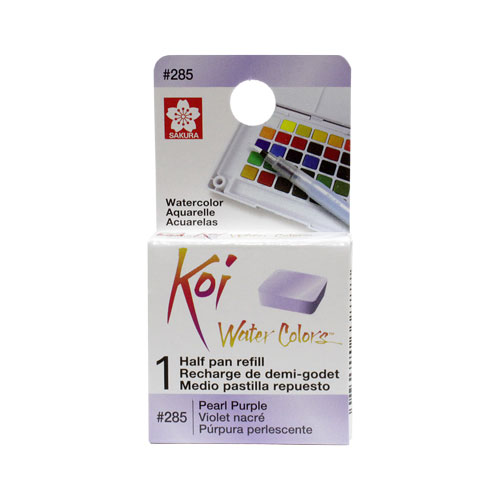 #285
SAKURA
Watercolor
Aquarelle
Acuarelas
Koi
Water Colors™
1 Half pan refill
Recharge de demi-godet
Medio pastilla repuesto
#285
Pearl Purple
Violet nacré
Púrpura perlescente